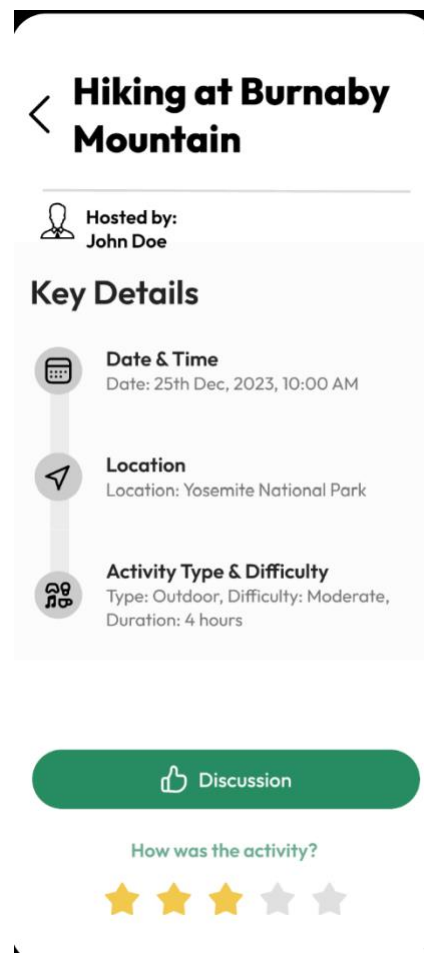 Hiking at Burnaby
Mountain
Hosted by:
John Doe
Key Details
Date & Time
Date: 25th Dec, 2023, 10:00 AM
Location
Location: Yosemite National Park
Activity Type & Difficulty
Type: Outdoor, Difficulty: Moderate,
Duration: 4 hours
Discussion
How was the activity?